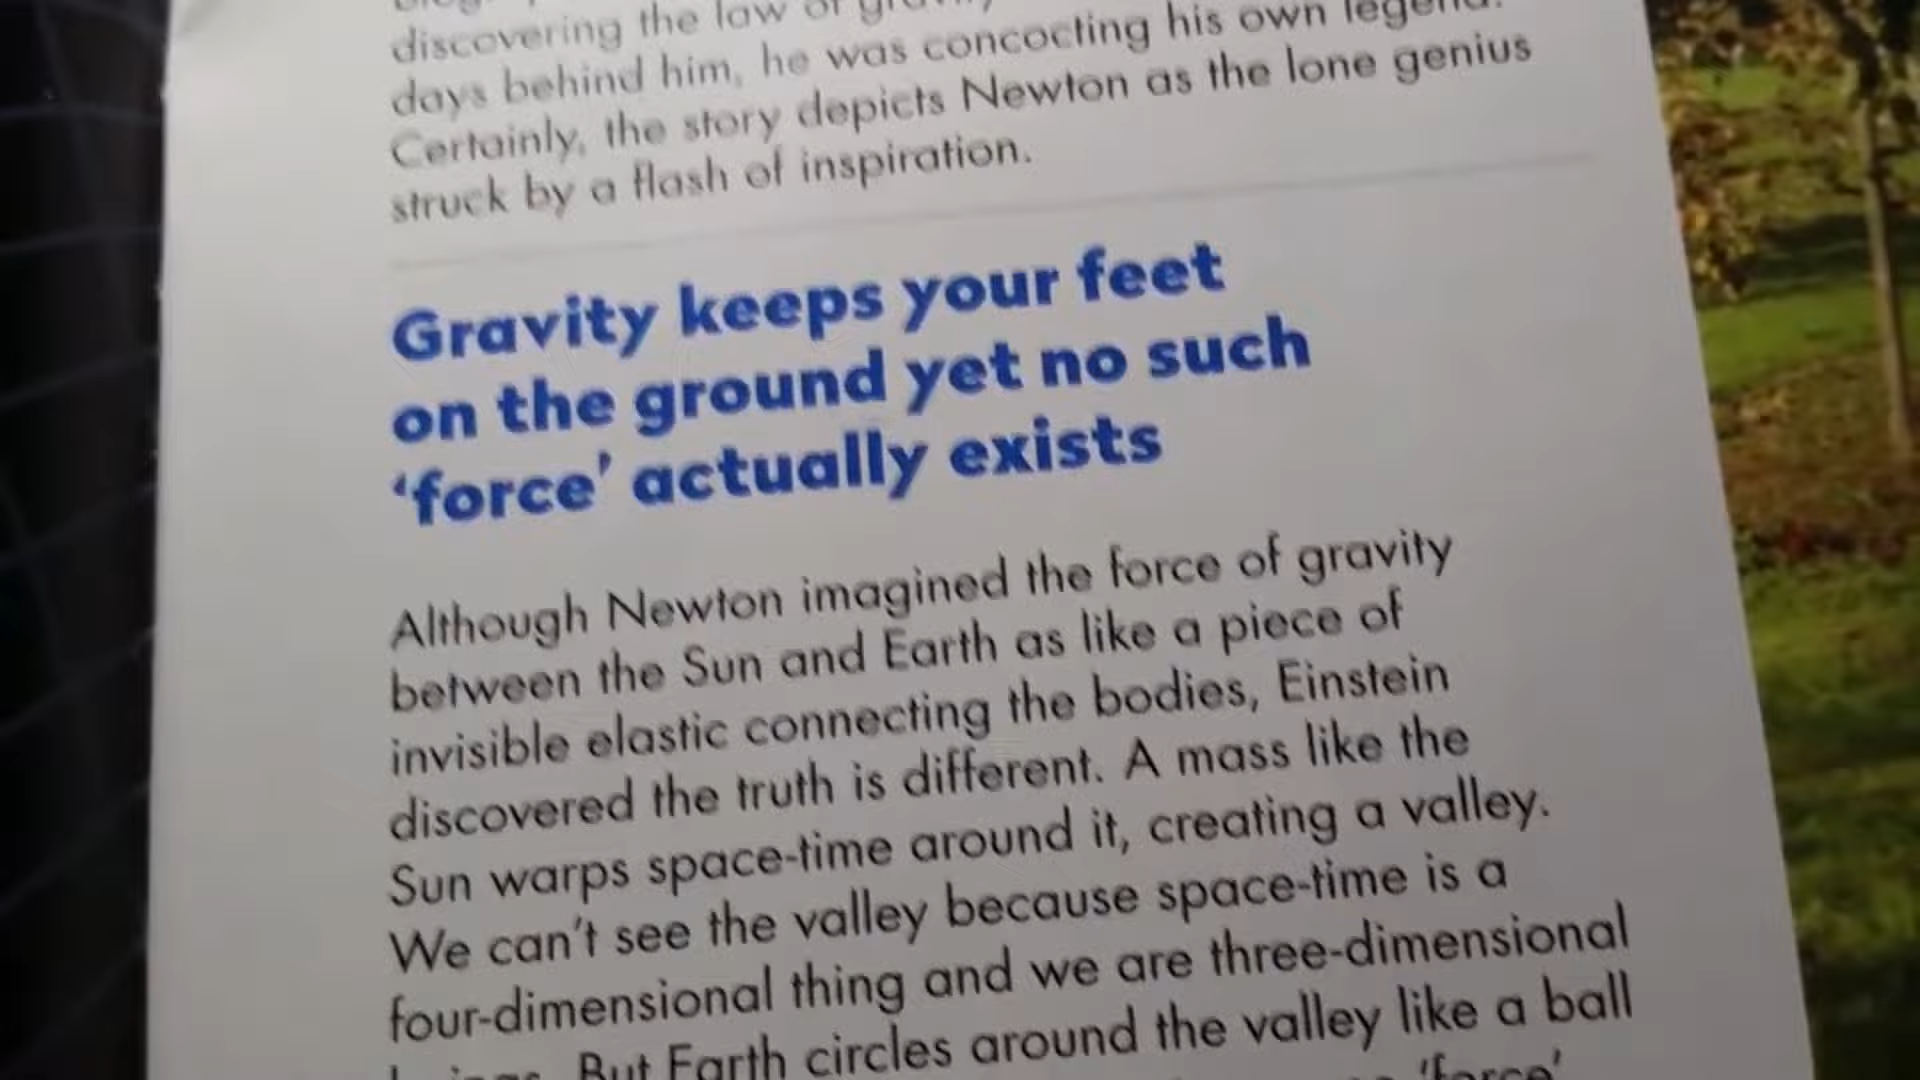 discovering the law of gravity
days behind him, he was concocting his own legend.
Certainly, the story depicts Newton as the lone genius
struck by a flash of inspiration.
Gravity keeps your feet
on the ground yet no such
‘force’ actually exists
Although Newton imagined the force of gravity
between the Sun and Earth as like a piece of
invisible elastic connecting the bodies, Einstein
discovered the truth is different. A mass like the
Sun warps space-time around it, creating a valley.
We can't see the valley because space-time is a
four-dimensional thing and we are three-dimensional
But Earth circles around the valley like a ball
‘force’